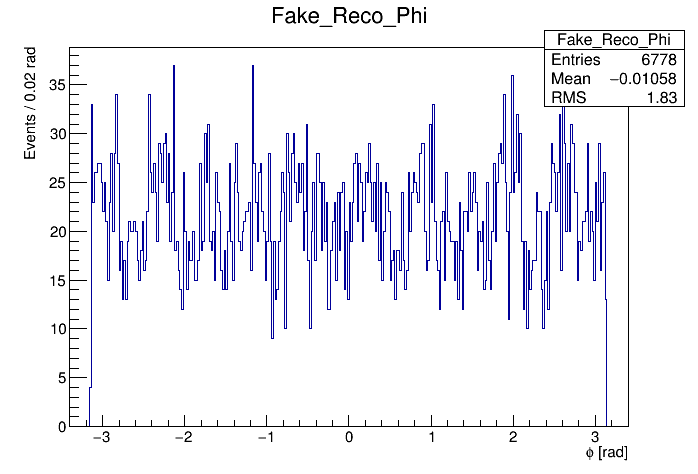 Fake_Reco_Phi
Fake_Reco_Phi
Entries 6778
Mean −0.01058
RMS 1.83
Events / 0.02 rad
35
30
25
20
15
10
5
0
−3 −2 −1 0 1 2 3
ϕ [rad]